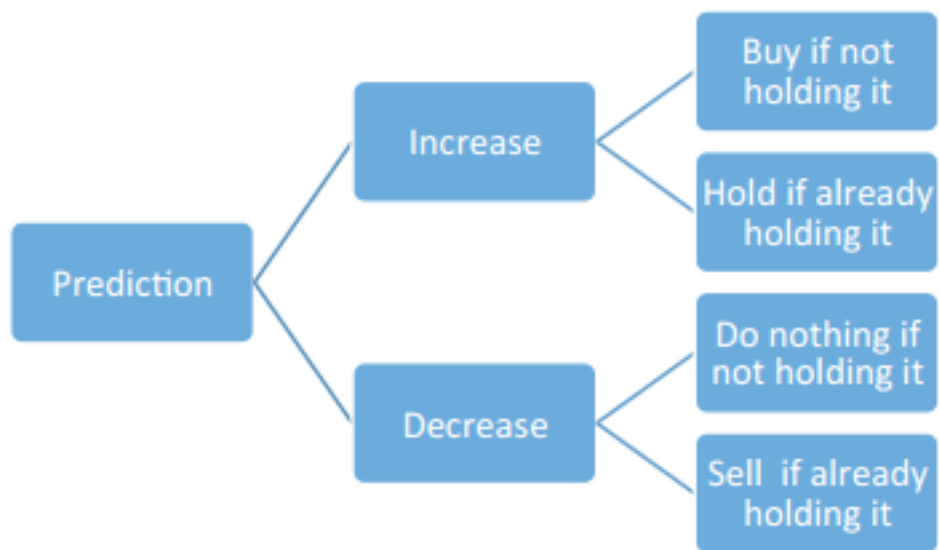 Prediction
Increase
Buy if not
holding it
Hold if already
holding it
Decrease
Do nothing if
not holding it
Sell  if already
holding it